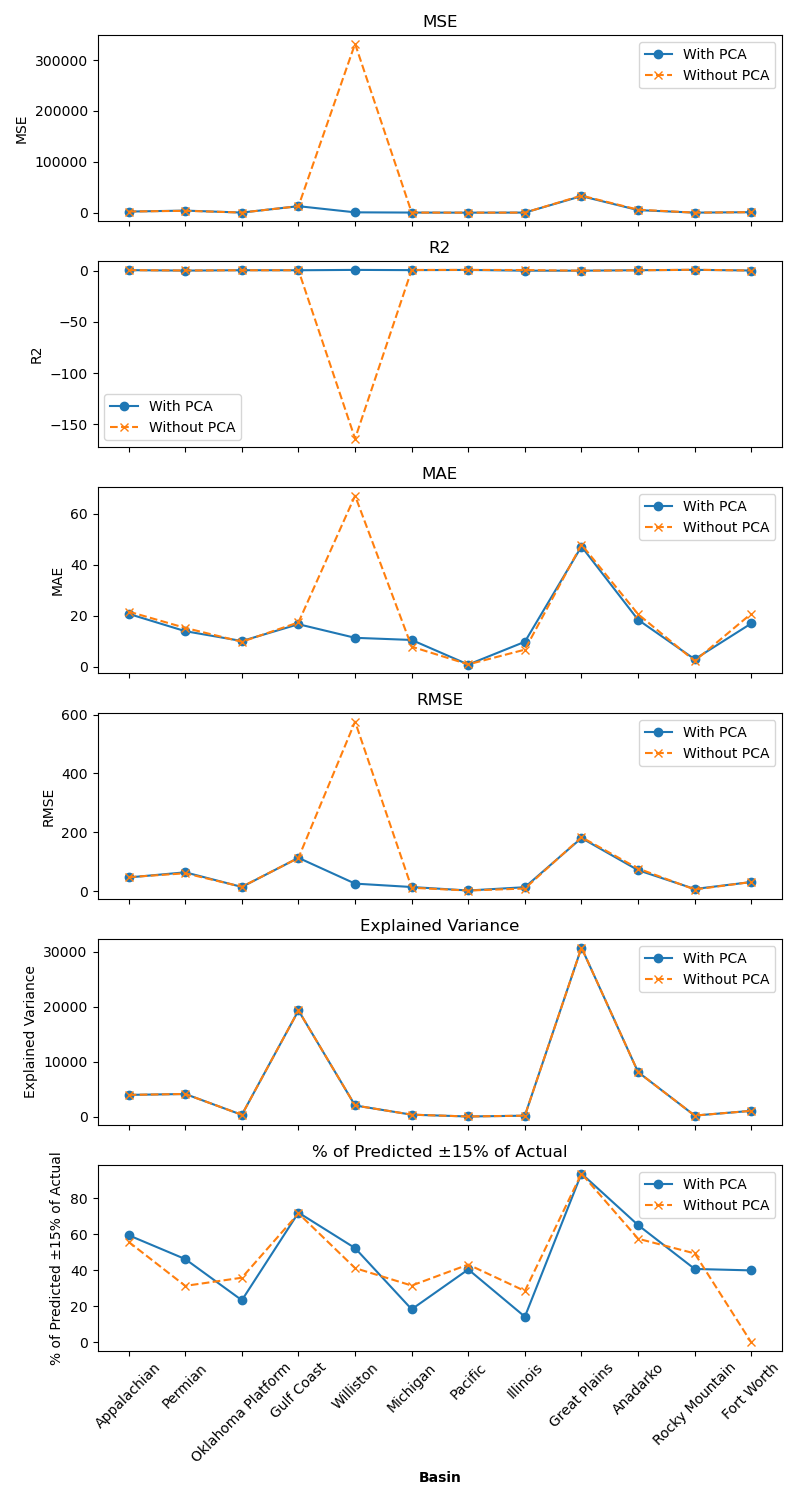 MSE
300000
200000
100000
0
MSE
With PCA
Without PCA
R2
0
−50
−100
−150
R2
With PCA
Without PCA
MAE
60
40
20
0
MAE
With PCA
Without PCA
RMSE
600
400
200
0
RMSE
With PCA
Without PCA
Explained Variance
30000
20000
10000
0
Explained Variance
With PCA
Without PCA
% of Predicted ±15% of Actual
80
60
40
20
0
% of Predicted ±15% of Actual
With PCA
Without PCA
Appalachian
Permian
Oklahoma Platform
Gulf Coast
Williston
Michigan
Pacific
Illinois
Great Plains
Anadarko
Rocky Mountain
Fort Worth
Basin